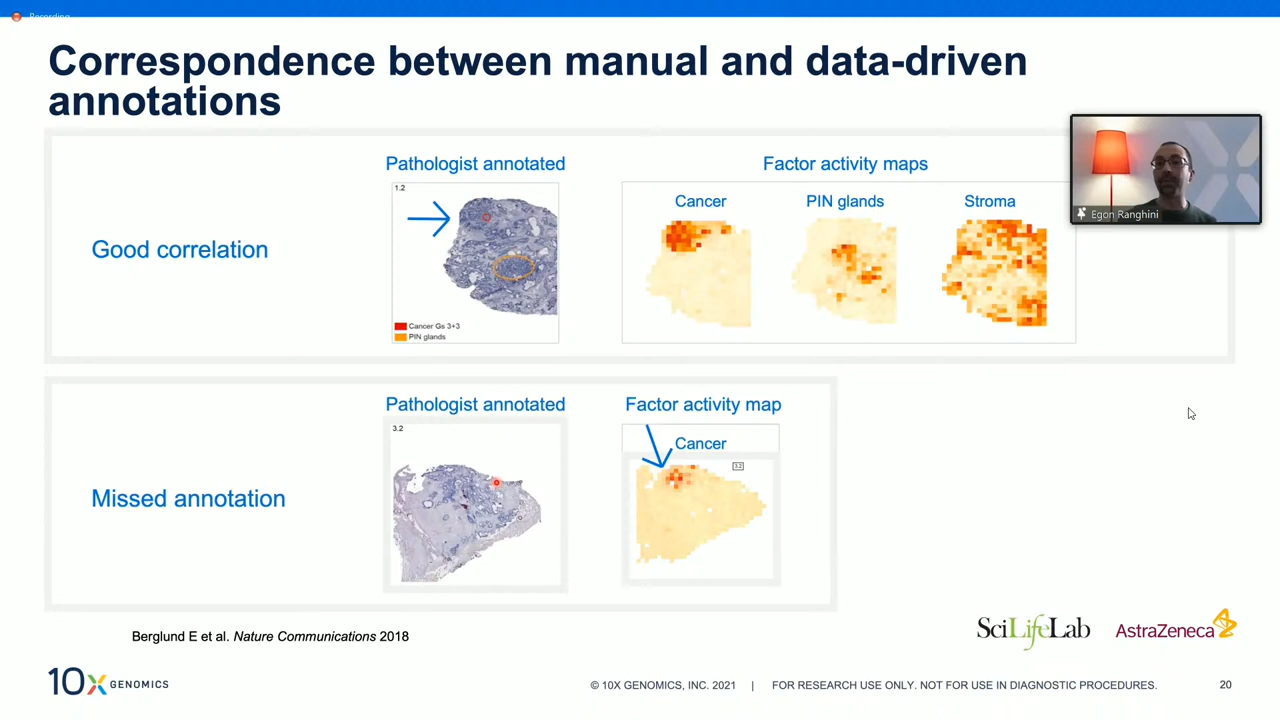 Recording
Correspondence between manual and data-driven
annotations
Pathologist annotated
Factor activity maps
1.2
Cancer
PIN glands
Stroma
Egon Ranghini
Good correlation
Cancer Gs 3+3
PIN glands
Pathologist annotated
Factor activity map
3.2
Cancer
3.2
Missed annotation
Berglund E et al. Nature Communications 2018
SciLifeLab
AstraZeneca
10x GENOMICS
© 10X GENOMICS, INC. 2021 | FOR RESEARCH USE ONLY. NOT FOR USE IN DIAGNOSTIC PROCEDURES.
20